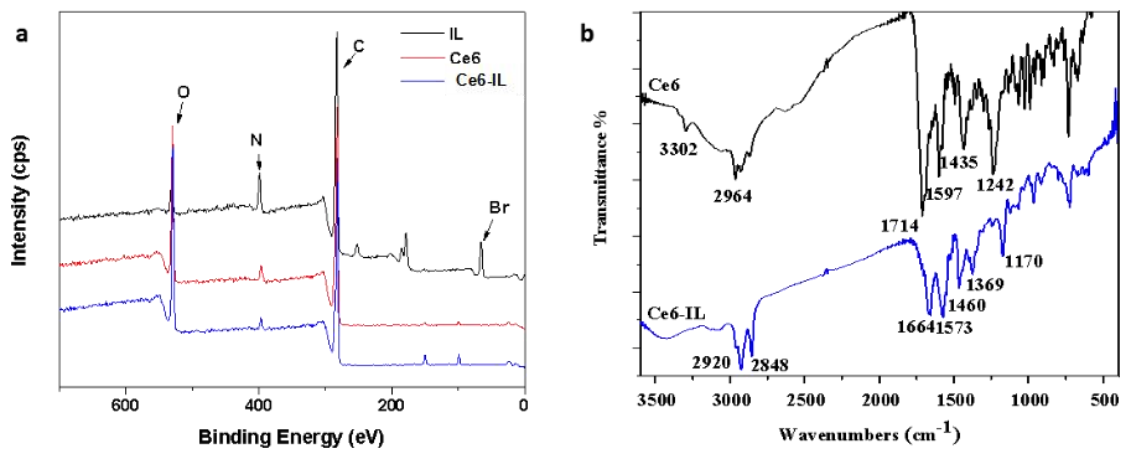 a
IL
Ce6
Ce6-IL
C
O
N
Br
Intensity (cps)
600
400
200
0
Binding Energy (eV)
b
Ce6
3302
2964
1714
1597
1435
1242
Ce6-IL
2920
2848
1664
1573
1460
1369
1170
Transmittance %
3500
3000
2500
2000
1500
1000
500
Wavenumbers (cm⁻¹)